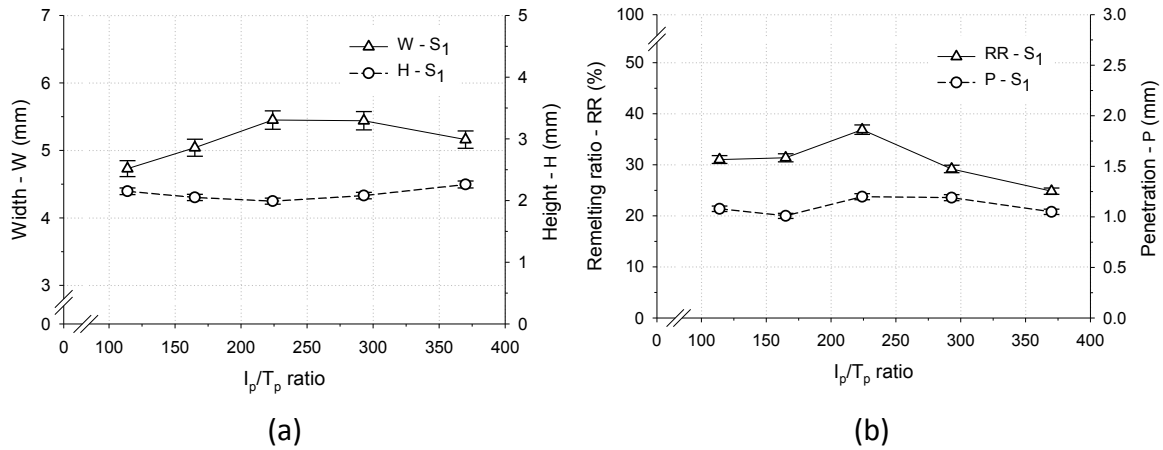 7
6
5
4
3
0
Width - W (mm)
W - S1
H - S1
5
4
3
2
1
0
Height - H (mm)
0 100 150 200 250 300 350 400
Ip/Tp ratio
(a)
100
50
40
30
20
10
0
Remelting ratio - RR (%)
RR - S1
P - S1
3.0
2.5
2.0
1.5
1.0
0.5
0.0
Penetration - P (mm)
0 100 150 200 250 300 350 400
Ip/Tp ratio
(b)